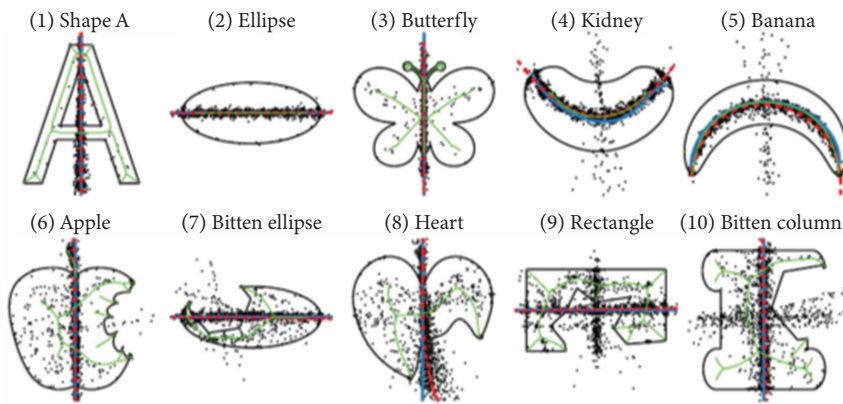 (1) Shape A
(2) Ellipse
(3) Butterfly
(4) Kidney
(5) Banana
(6) Apple
(7) Bitten ellipse
(8) Heart
(9) Rectangle
(10) Bitten column